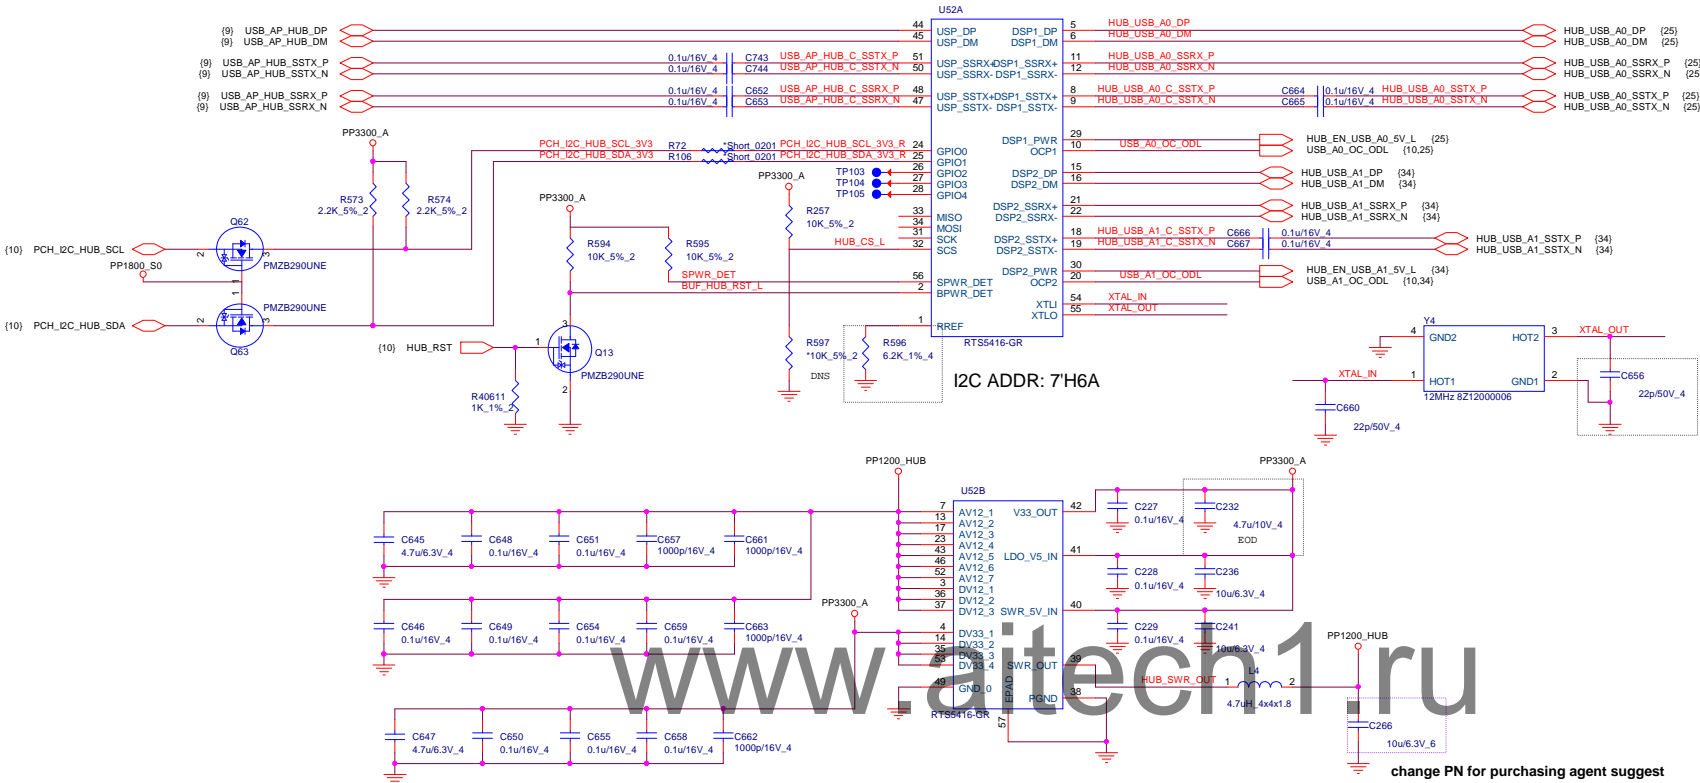 U52A
{9} USB_AP_HUB_DP
{9} USB_AP_HUB_DM
{9} USB_AP_HUB_SSTX_P
{9} USB_AP_HUB_SSTX_N
{9} USB_AP_HUB_SSRX_P
{9} USB_AP_HUB_SSRX_N
0.1u/16V_4 C743 USB_AP_HUB_C_SSTX_P
0.1u/16V_4 C744 USB_AP_HUB_C_SSTX_N
0.1u/16V_4 C652 USB_AP_HUB_C_SSRX_P
0.1u/16V_4 C653 USB_AP_HUB_C_SSRX_N
44 USP_DP
45 USP_DM
51 USP_SSRX+
50 USP_SSRX-
48 USP_SSTX+
47 USP_SSTX-
24 GPIO0
25 GPIO1
26 GPIO2
27 GPIO3
28 GPIO4
33 MISO
34 MOSI
31 SCK
32 SCS
56 SPWR_DET
2 BPWR_DET
1 RREF
RTS5416-GR
DSP1_DP 5 HUB_USB_A0_DP
DSP1_DM 6 HUB_USB_A0_DM
DSP1_SSRX+ 11 HUB_USB_A0_SSRX_P
DSP1_SSRX- 12 HUB_USB_A0_SSRX_N
DSP1_SSTX+ 8 HUB_USB_A0_C_SSTX_P C664 0.1u/16V_4 HUB_USB_A0_SSTX_P
DSP1_SSTX- 9 HUB_USB_A0_C_SSTX_N C665 0.1u/16V_4 HUB_USB_A0_SSTX_N
DSP1_PWR 29
OCP1 10 USB_A0_OC_ODL
DSP2_DP 15
DSP2_DM 16
DSP2_SSRX+ 21
DSP2_SSRX- 22
DSP2_SSTX+ 18 HUB_USB_A1_C_SSTX_P C666 0.1u/16V_4
DSP2_SSTX- 19 HUB_USB_A1_C_SSTX_N C667 0.1u/16V_4
DSP2_PWR 30
OCP2 20 USB_A1_OC_ODL
XTLI 54 XTAL_IN
XTLO 55 XTAL_OUT
HUB_USB_A0_DP {25}
HUB_USB_A0_DM {25}
HUB_USB_A0_SSRX_P {25}
HUB_USB_A0_SSRX_N {25
HUB_USB_A0_SSTX_P {25}
HUB_USB_A0_SSTX_N {25}
HUB_EN_USB_A0_5V_L {25}
USB_A0_OC_ODL {10,25}
HUB_USB_A1_DP {34}
HUB_USB_A1_DM {34}
HUB_USB_A1_SSRX_P {34}
HUB_USB_A1_SSRX_N {34}
HUB_USB_A1_SSTX_P {34}
HUB_USB_A1_SSTX_N {34}
HUB_EN_USB_A1_5V_L {34}
USB_A1_OC_ODL {10,34}
PP3300_A
PCH_I2C_HUB_SCL_3V3 R72 *Short_0201 PCH_I2C_HUB_SCL_3V3_R
PCH_I2C_HUB_SDA_3V3 R106 *Short_0201 PCH_I2C_HUB_SDA_3V3_R
TP103
TP104
TP105
R573
2.2K_5%_2
R574
2.2K_5%_2
PP3300_A
PP3300_A
R257
10K_5%_2
Q62
{10} PCH_I2C_HUB_SCL
2
3
PMZB290UNE
PP1800_S0
1
1
PMZB290UNE
{10} PCH_I2C_HUB_SDA
2
3
Q63
R594
10K_5%_2
R595
10K_5%_2
HUB_CS_L
SPWR_DET
BUF_HUB_RST_L
{10} HUB_RST
1
3
2
Q13
PMZB290UNE
R40611
1K_1%_2
R597
*10K_5%_2
DNS
R596
6.2K_1%_4
I2C ADDR: 7'H6A
Y4
4 GND2
HOT2 3 XTAL_OUT
XTAL_IN 1 HOT1
GND1 2
12MHz 8Z12000006
C656
22p/50V_4
C660
22p/50V_4
PP1200_HUB
PP3300_A
U52B
7 AV12_1
13 AV12_2
17 AV12_3
23 AV12_4
43 AV12_5
46 AV12_6
52 AV12_7
3 DV12_1
36 DV12_2
37 DV12_3
4 DV33_1
14 DV33_2
35 DV33_3
53 DV33_4
49 GND_0
V33_OUT 42
LDO_V5_IN 41
SWR_5V_IN 40
SWR_OUT 39
PGND 38
EPAD 57
RTS5416-GR
C645
4.7u/6.3V_4
C648
0.1u/16V_4
C651
0.1u/16V_4
C657
1000p/16V_4
C661
1000p/16V_4
C646
0.1u/16V_4
C649
0.1u/16V_4
C654
0.1u/16V_4
C659
0.1u/16V_4
C663
1000p/16V_4
PP3300_A
C647
4.7u/6.3V_4
C650
0.1u/16V_4
C655
0.1u/16V_4
C658
0.1u/16V_4
C662
1000p/16V_4
C227
0.1u/16V_4
C232
4.7u/10V_4
EOD
C228
0.1u/16V_4
C236
10u/6.3V_4
C229
0.1u/16V_4
C241
10u/6.3V_4
PP1200_HUB
HUB_SWR_OUT 1 L4 2
4.7uH_4x4x1.8
C266
10u/6.3V_6
www.aitech1.ru
change PN for purchasing agent suggest